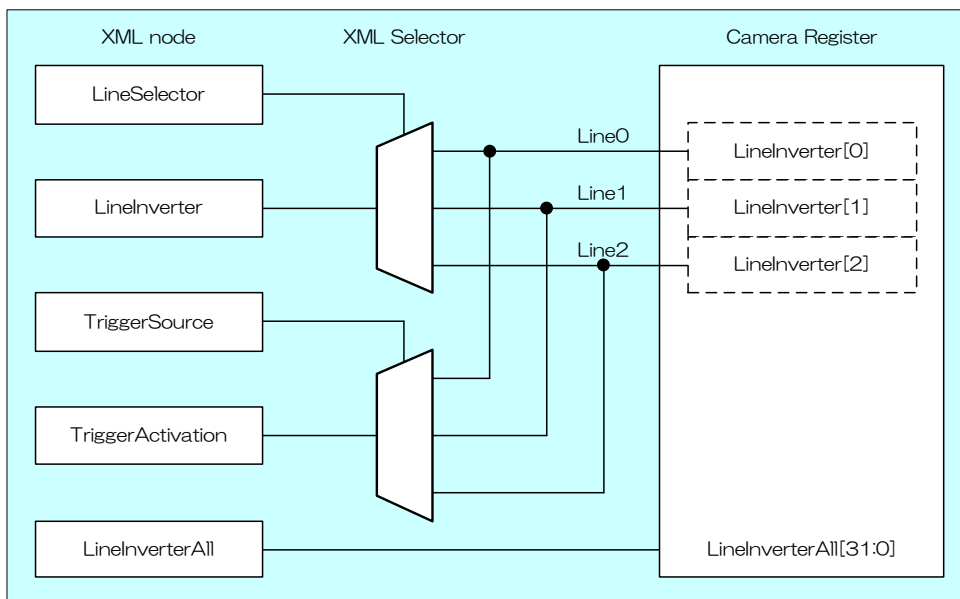 XML node
XML Selector
Camera Register
LineSelector
Line0
LineInverter[0]
LineInverter
Line1
LineInverter[1]
Line2
LineInverter[2]
TriggerSource
TriggerActivation
LineInverterAll
LineInverterAll[31:0]